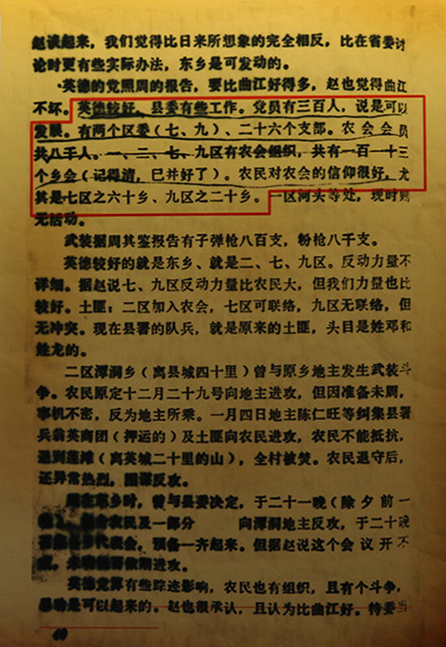 赵谈起来，我们觉得比日来所想象的完全相反，比在省委讨
论时更有些实际办法，东乡是可发动的。
英德的党照周的报告，要比曲江好得多，赵也觉得曲江
不坏。英德较好，县委有些工作。党员有三百人，说是可以
发展。有两个区委（七、九）、二十六个支部。农会会员
共八千人。一、二、七、九区有农会组织，共有一百一十三
个乡会（记得清，已并好了）。农民对农会的信仰很好，尤
其是七区之六十乡、九区之二十乡。一区河头等处，现时则
无活动。
武装据周其鉴报告有子弹枪八百支，粉枪八千支。
英德较好的就是东乡、就是二、七、九区。反动力量不
详细。据赵说七、九区反动力量比农民大，但我们力量也比
较好。土匪：二区加入农会，七区可联络，九区无联络，但
无冲突。现在县署的队兵，就是原来的土匪，头目是姓邓和
姓龙的。
二区潭洞乡（离县城四十里）曾与原乡地主发生武装斗
争。农民原定十二月二十九号向地主进攻，但因准备未周，
事机不密，反为地主所乘。一月四日地主陈仁旺等纠集县署
兵翁英商团（押运的）及土匪向农民进攻，农民不能抵抗，
退到莲滩（离英城二十里的山），全村被焚。农民退守后，
还异常热烈，图谋反攻。
时，曾与县委决定，于二十一晚（除夕前一
农民及一部分　　向潭洞地主反攻，于二十晚
，预备一齐起来。但据赵说这个会议开不
期进攻。
英德党算有些踪迹影响，农民也有组织，且有个斗争，
暴动是可以起来的。赵也很承认，且认为比曲江好。特委当